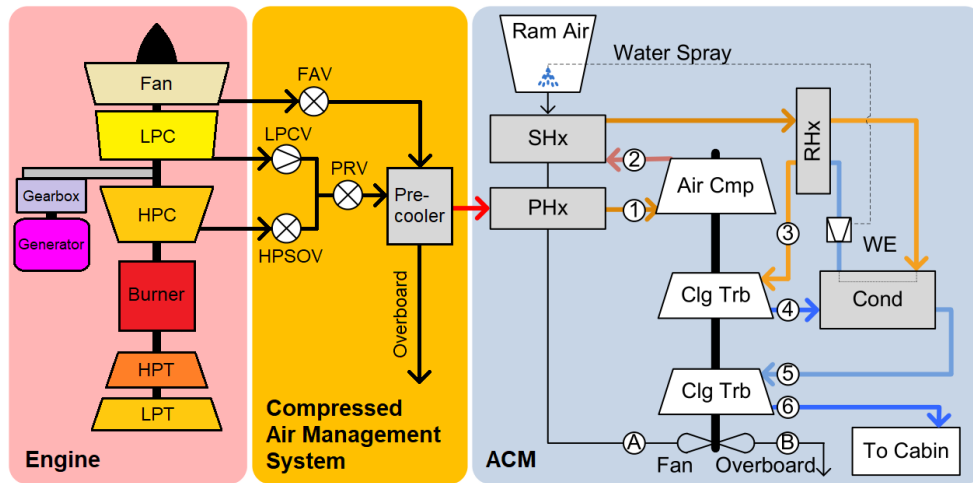 Fan
LPC
Gearbox
HPC
Generator
Burner
HPT
LPT
Engine
FAV
LPCV
PRV
HPSOV
Pre-
cooler
Overboard
Compressed
Air Management
System
Ram Air
Water Spray
SHx
RHx
2
Air Cmp
PHx
1
3
WE
Clg Trb
4
Cond
5
Clg Trb
6
A
B
Fan
Overboard
To Cabin
ACM